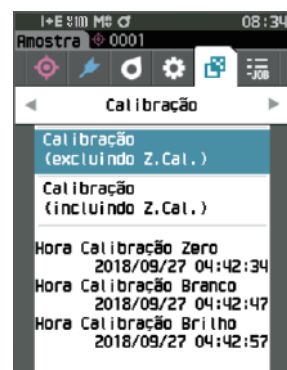 I+E M 08:34
Amostra 0001
JOB
Calibração
Calibração
(excluindo Z.Cal.)
Calibração
(incluindo Z.Cal.)
Hora Calibração Zero
2018/09/27 04:42:34
Hora Calibração Branco
2018/09/27 04:42:47
Hora Calibração Brilho
2018/09/27 04:42:57